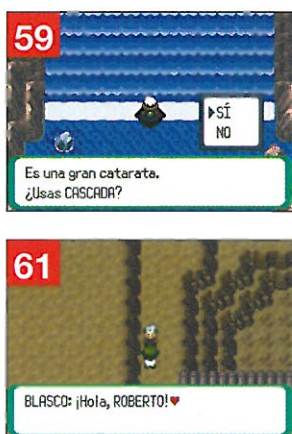 59
▶SÍ
NO
Es una gran catarata.
¿Usas CASCADA?
61
BLASCO: ¡Hola, ROBERTO!♥